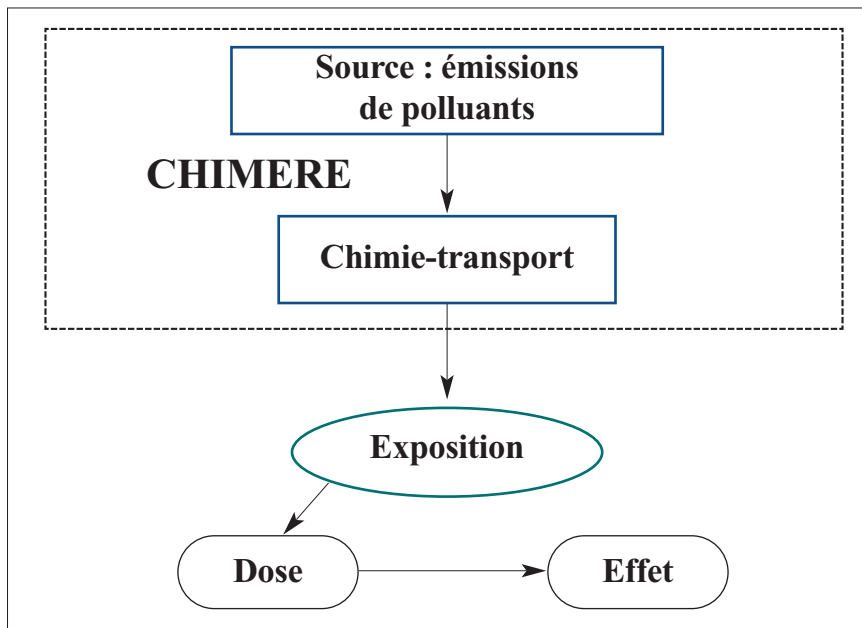 Source : émissions
de polluants
CHIMERE
Chimie-transport
Exposition
Dose
Effet